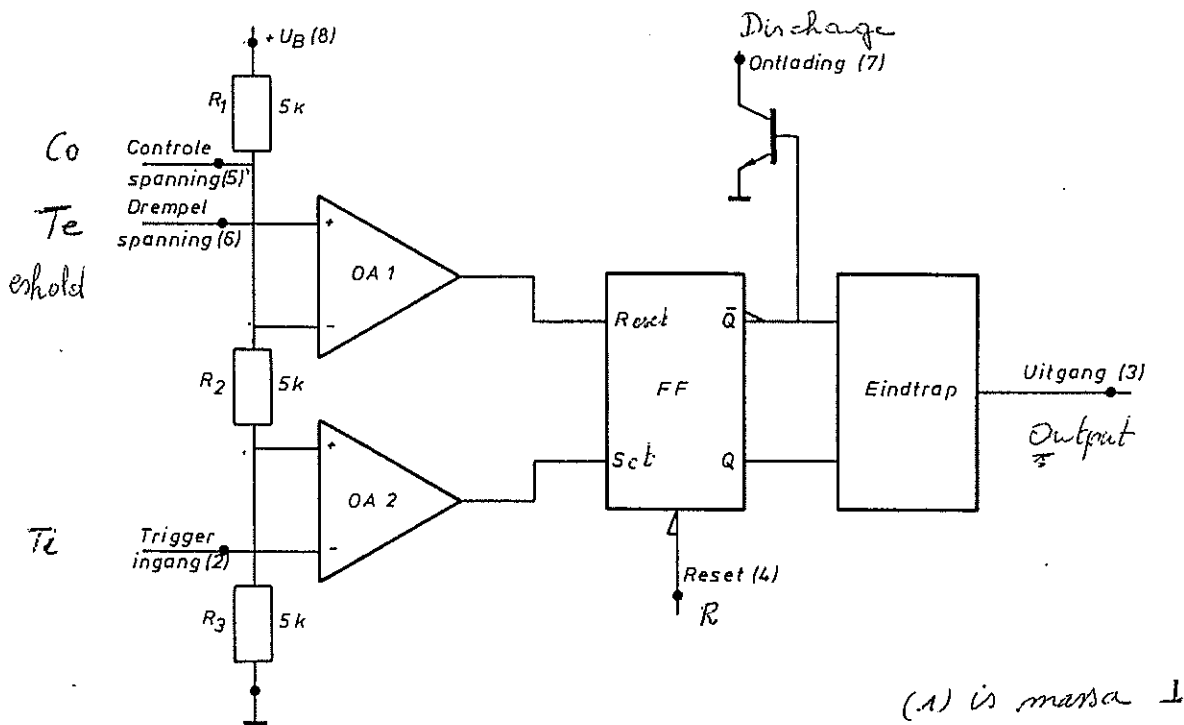 Discharge
+ UB (8)
Ontlading (7)
R1
5k
Co
Controle
spanning (5)
Te
Drempel
spanning (6)
eshold
+
OA 1
-
Reset
Q̄
R2
5k
FF
Eindtrap
Uitgang (3)
Output
+
Set
Q
OA 2
Ti
Trigger
ingang (2)
-
Reset (4)
R
R3
5k
(1) is massa ⊥